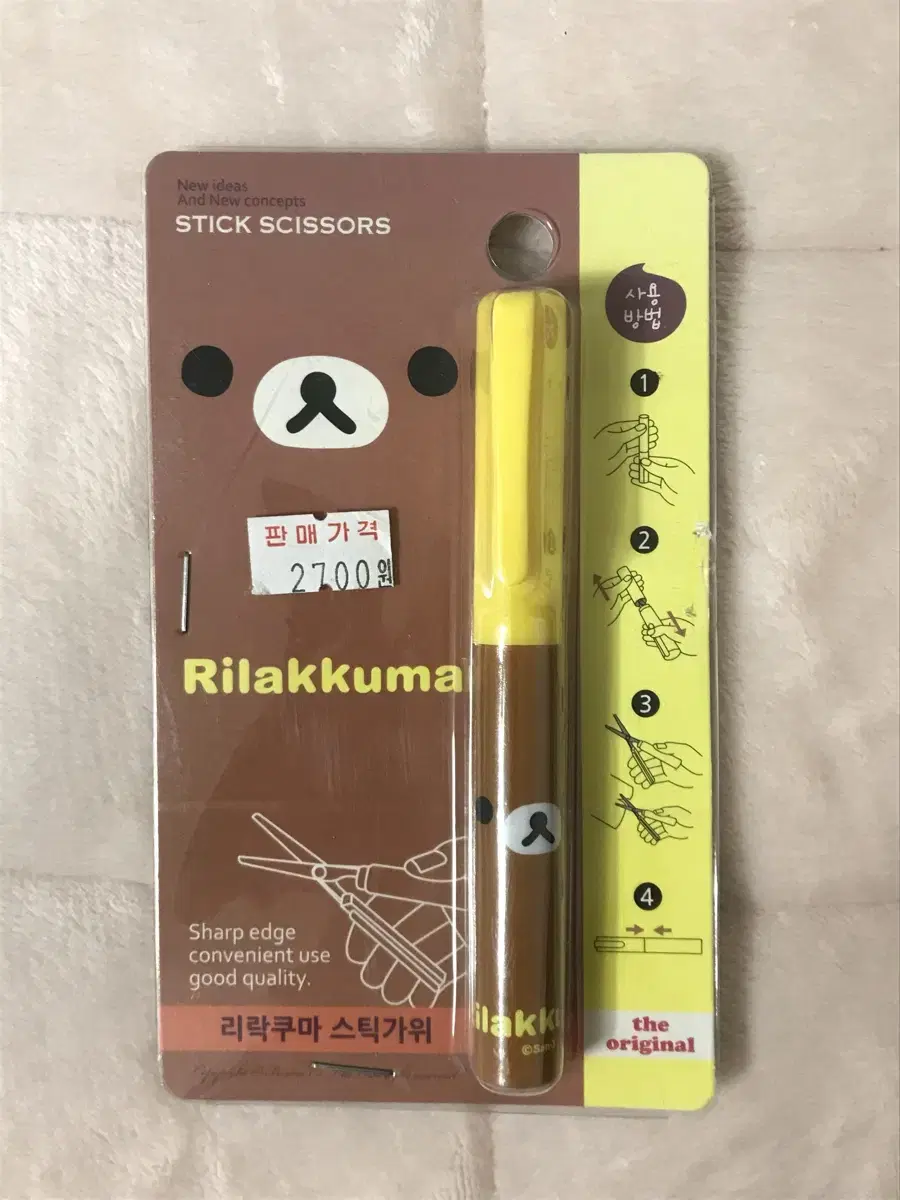 New ideas
And New concepts
STICK SCISSORS
판매가격
2700원
Rilakkuma
Sharp edge
convenient use
good quality.
리락쿠마 스틱가위
사용
방법
1
2
3
4
the
original
ilakk